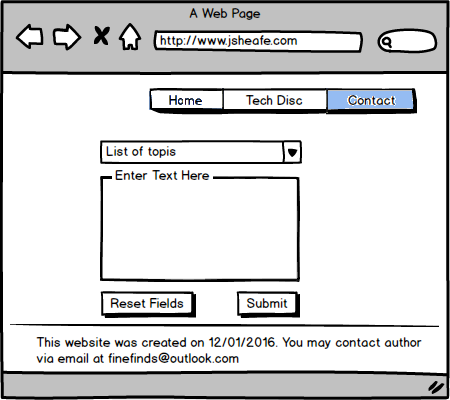 A Web Page
http://www.jsheafe.com
Home Tech Disc Contact
List of topis
Enter Text Here
Reset Fields Submit
This website was created on 12/01/2016. You may contact author
via email at finefinds@outlook.com